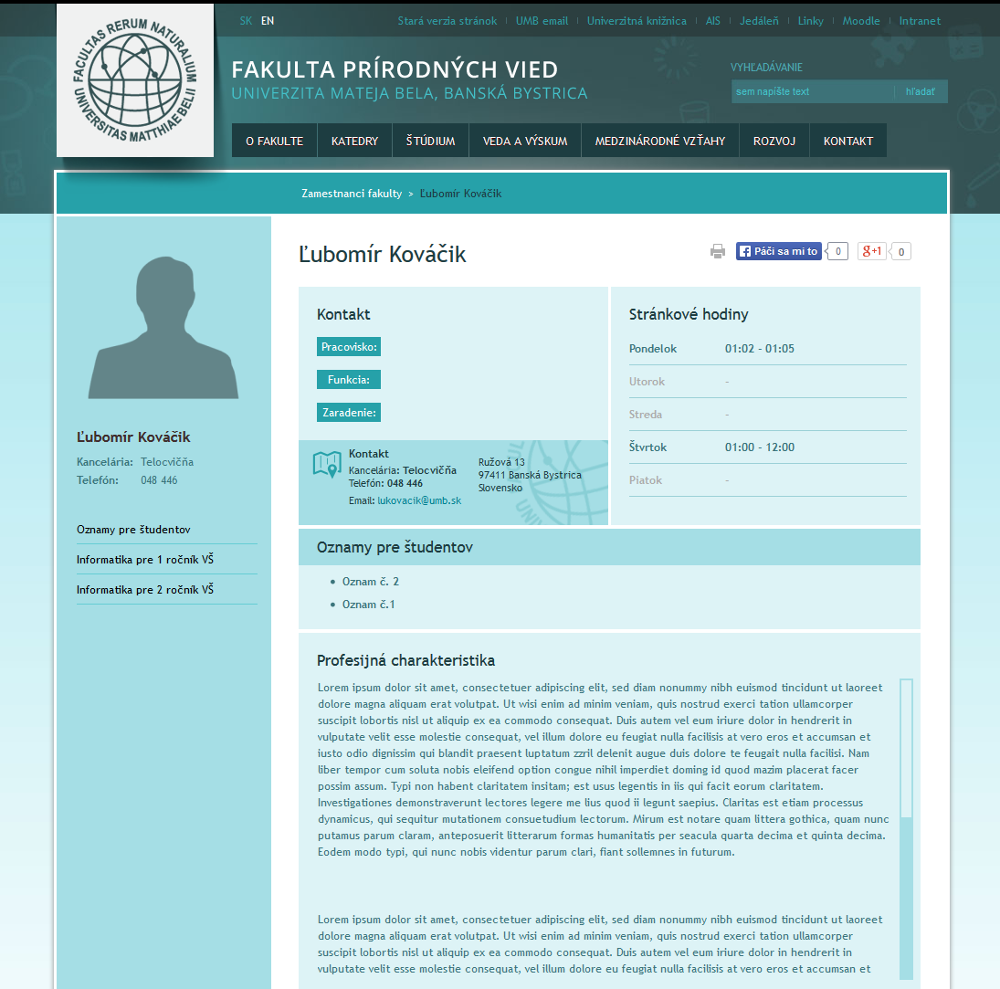 SK EN
Stará verzia stránok UMB email Univerzitná knižnica AIS Jedáleň Linky Moodle Intranet
FACULTAS RERUM NATURALIUM
UNIVERSITAS MATTHIAE BELII
FAKULTA PRÍRODNÝCH VIED
UNIVERZITA MATEJA BELA, BANSKÁ BYSTRICA
VYHĽADÁVANIE
sem napíšte text hľadať
O FAKULTE KATEDRY ŠTÚDIUM VEDA A VÝSKUM MEDZINÁRODNÉ VZŤAHY ROZVOJ KONTAKT
Zamestnanci fakulty > Ľubomír Kováčik
Ľubomír Kováčik
Kancelária: Telocvičňa
Telefón: 048 446
Oznamy pre študentov
Informatika pre 1 ročník VŠ
Informatika pre 2 ročník VŠ
Ľubomír Kováčik
Páči sa mi to 0 g+1 0
Kontakt
Pracovisko:
Funkcia:
Zaradenie:
Kontakt
Kancelária: Telocvičňa
Telefón: 048 446
Email: lukovacik@umb.sk
Ružová 13
97411 Banská Bystrica
Slovensko
Stránkové hodiny
Pondelok 01:02 - 01:05
Utorok -
Streda -
Štvrtok 01:00 - 12:00
Piatok -
Oznamy pre študentov
• Oznam č. 2
• Oznam č.1
Profesijná charakteristika
Lorem ipsum dolor sit amet, consectetuer adipiscing elit, sed diam nonummy nibh euismod tincidunt ut laoreet
dolore magna aliquam erat volutpat. Ut wisi enim ad minim veniam, quis nostrud exerci tation ullamcorper
suscipit lobortis nisl ut aliquip ex ea commodo consequat. Duis autem vel eum iriure dolor in hendrerit in
vulputate velit esse molestie consequat, vel illum dolore eu feugiat nulla facilisis at vero eros et accumsan et
iusto odio dignissim qui blandit praesent luptatum zzril delenit augue duis dolore te feugait nulla facilisi. Nam
liber tempor cum soluta nobis eleifend option congue nihil imperdiet doming id quod mazim placerat facer
possim assum. Typi non habent claritatem insitam; est usus legentis in iis qui facit eorum claritatem.
Investigationes demonstraverunt lectores legere me lius quod ii legunt saepius. Claritas est etiam processus
dynamicus, qui sequitur mutationem consuetudium lectorum. Mirum est notare quam littera gothica, quam nunc
putamus parum claram, anteposuerit litterarum formas humanitatis per seacula quarta decima et quinta decima.
Eodem modo typi, qui nunc nobis videntur parum clari, fiant sollemnes in futurum.
Lorem ipsum dolor sit amet, consectetuer adipiscing elit, sed diam nonummy nibh euismod tincidunt ut laoreet
dolore magna aliquam erat volutpat. Ut wisi enim ad minim veniam, quis nostrud exerci tation ullamcorper
suscipit lobortis nisl ut aliquip ex ea commodo consequat. Duis autem vel eum iriure dolor in hendrerit in
vulputate velit esse molestie consequat, vel illum dolore eu feugiat nulla facilisis at vero eros et accumsan et